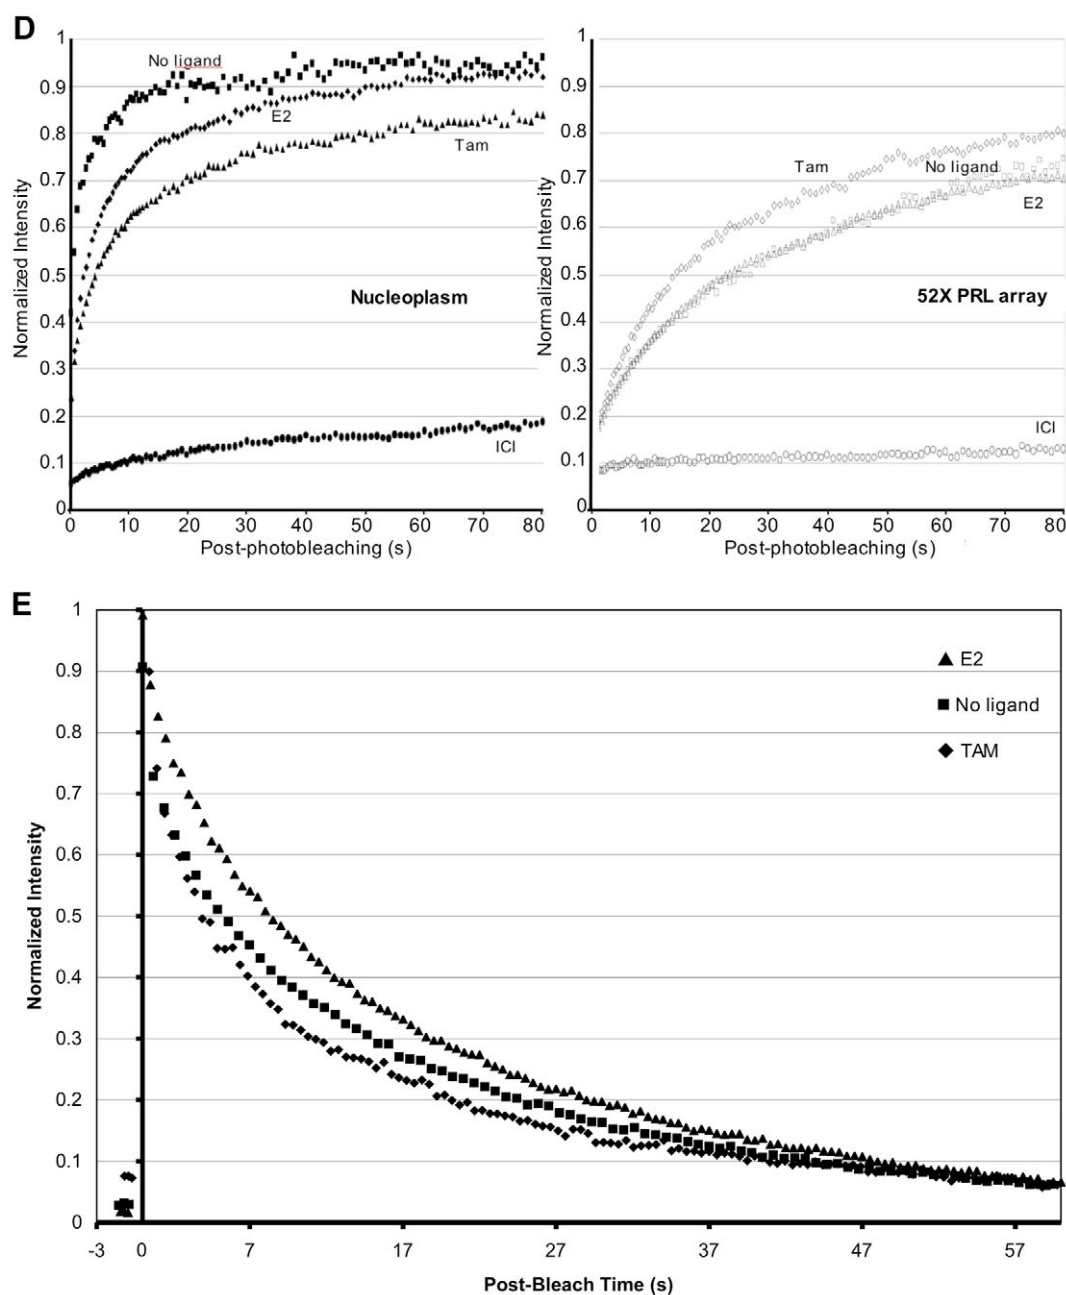 D
1
0.9
0.8
0.7
0.6
0.5
0.4
0.3
0.2
0.1
0
Normalized Intensity
No ligand
E2
Tam
Nucleoplasm
ICI
0 10 20 30 40 50 60 70 80
Post-photobleaching (s)
1
0.9
0.8
0.7
0.6
0.5
0.4
0.3
0.2
0.1
0
Normalized Intensity
Tam
No ligand
E2
52X PRL array
ICI
0 10 20 30 40 50 60 70 80
Post-photobleaching (s)
E
1
0.9
0.8
0.7
0.6
0.5
0.4
0.3
0.2
0.1
0
Normalized Intensity
E2
No ligand
TAM
-3 0 7 17 27 37 47 57
Post-Bleach Time (s)